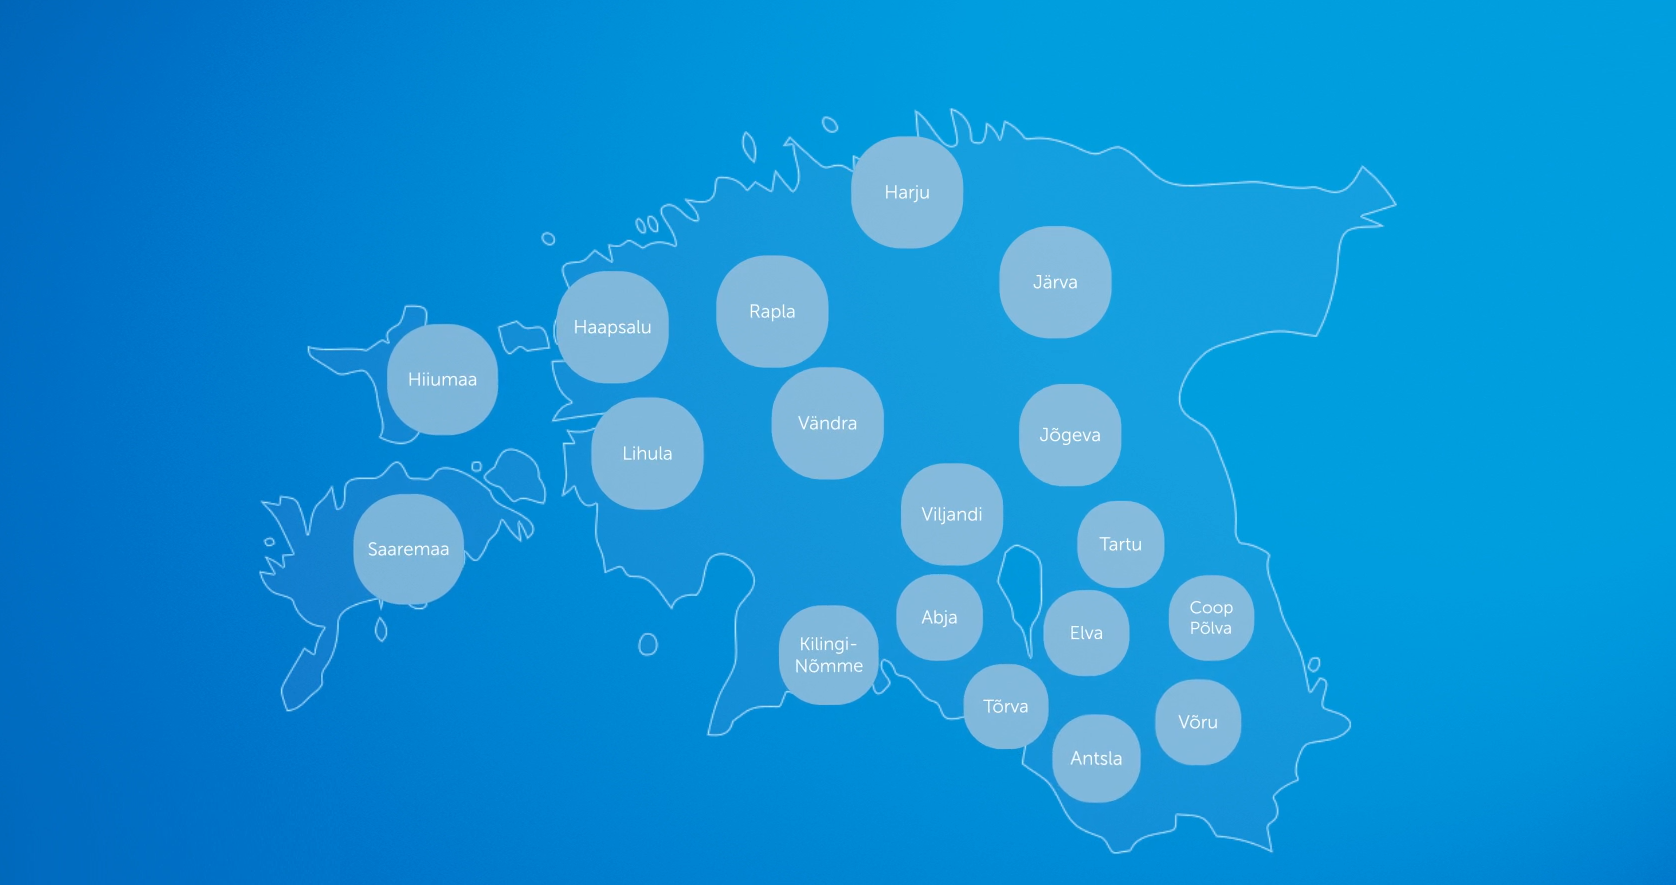 Harju
Järva
Rapla
Haapsalu
Hiiumaa
Vändra
Jõgeva
Lihula
Viljandi
Tartu
Saaremaa
Coop
Põlva
Abja
Elva
Kilingi-
Nõmme
Tõrva
Võru
Antsla